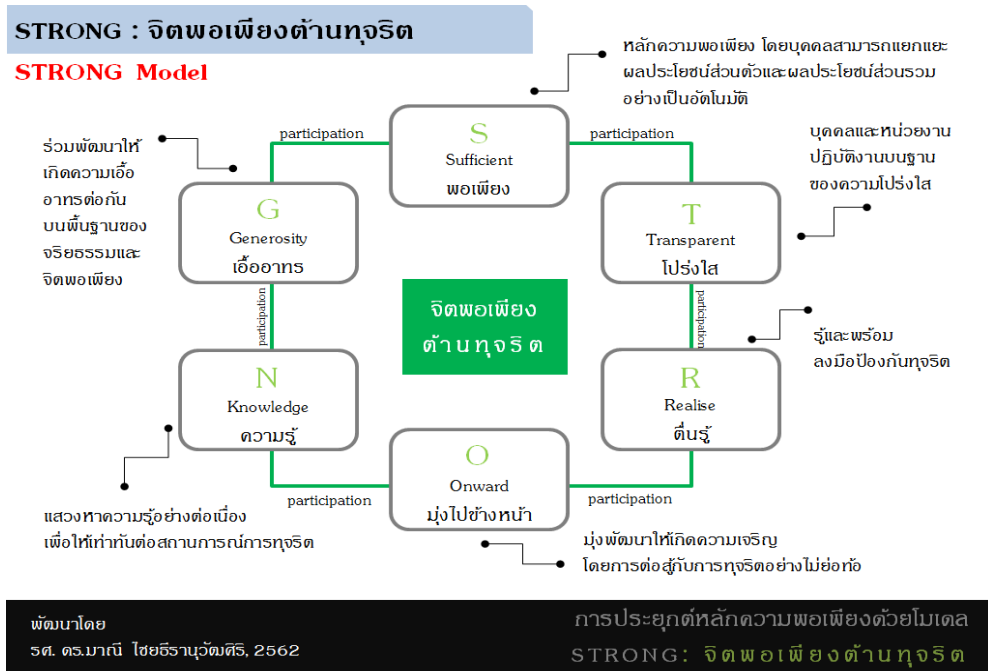 STRONG : จิตพอเพียงต้านทุจริต
STRONG Model
หลักความพอเพียง โดยบุคคลสามารถแยกแยะ
ผลประโยชน์ส่วนตัวและผลประโยชน์ส่วนรวม
อย่างเป็นอัตโนมัติ
participation
S
Sufficient
พอเพียง
participation
บุคคลและหน่วยงาน
ปฏิบัติงานบนฐาน
ของความโปร่งใส
ร่วมพัฒนาให้
เกิดความเอื้อ
อาทรต่อกัน
บนพื้นฐานของ
จริยธรรมและ
จิตพอเพียง
G
Generosity
เอื้ออาทร
T
Transparent
โปร่งใส
participation
จิตพอเพียง
ต้านทุจริต
participation
รู้และพร้อม
ลงมือป้องกันทุจริต
N
Knowledge
ความรู้
R
Realise
ตื่นรู้
participation
O
Onward
มุ่งไปข้างหน้า
participation
แสวงหาความรู้อย่างต่อเนื่อง
เพื่อให้เท่าทันต่อสถานการณ์การทุจริต
มุ่งพัฒนาให้เกิดความเจริญ
โดยการต่อสู้กับการทุจริตอย่างไม่ย่อท้อ
พัฒนาโดย
รศ. ดร.มาณี ไชยธีรานุวัฒศิริ, 2562
การประยุกต์หลักความพอเพียงด้วยโมเดล
STRONG: จิตพอเพียงต้านทุจริต